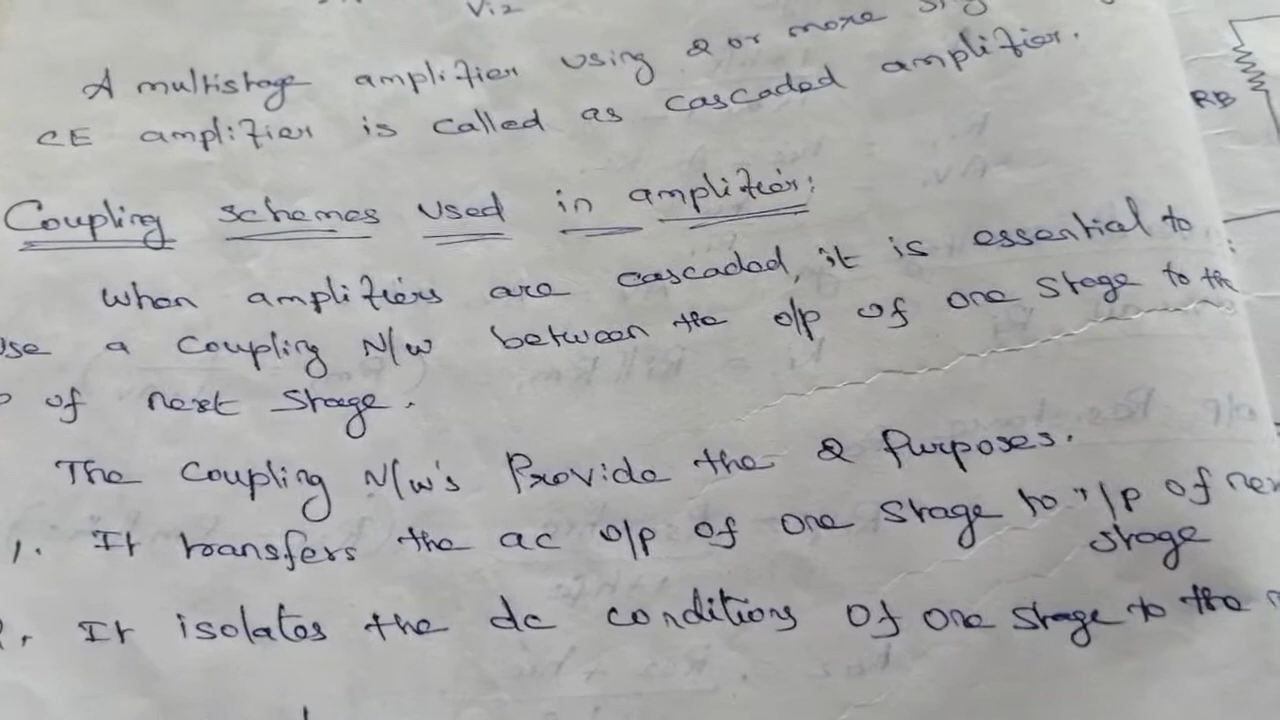 Vi2
A multistage amplifier using 2 or more
CE amplifier is called as cascaded amplifier.
RB
Coupling schemes used in amplifier:
When amplifiers are cascaded, it is essential to
use a coupling N/w between the o/p of one stage to the
of next stage.
The coupling N/w's Provide the 2 purposes.
1. It transfers the ac o/p of one stage to i/p of
stage
2. It isolates the dc conditions of one stage to the